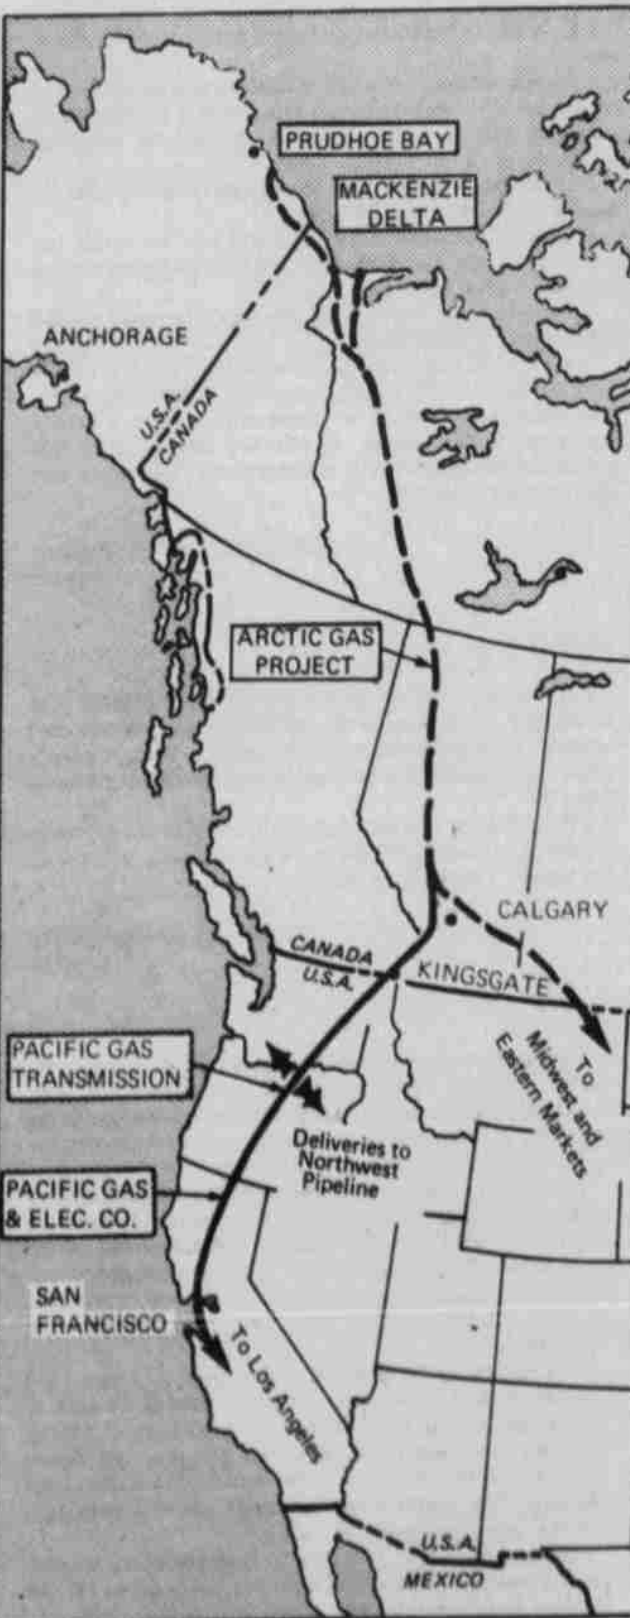 PRUDHOE BAY
MACKENZIE
DELTA
ANCHORAGE
U.S.A.
CANADA
ARCTIC GAS
PROJECT
CALGARY
CANADA
U.S.A.
KINGSGATE
PACIFIC GAS
TRANSMISSION
To
Midwest and
Eastern Markets
Deliveries to
Northwest
Pipeline
PACIFIC GAS
& ELEC. CO.
SAN
FRANCISCO
To Los Angeles
U.S.A.
MEXICO